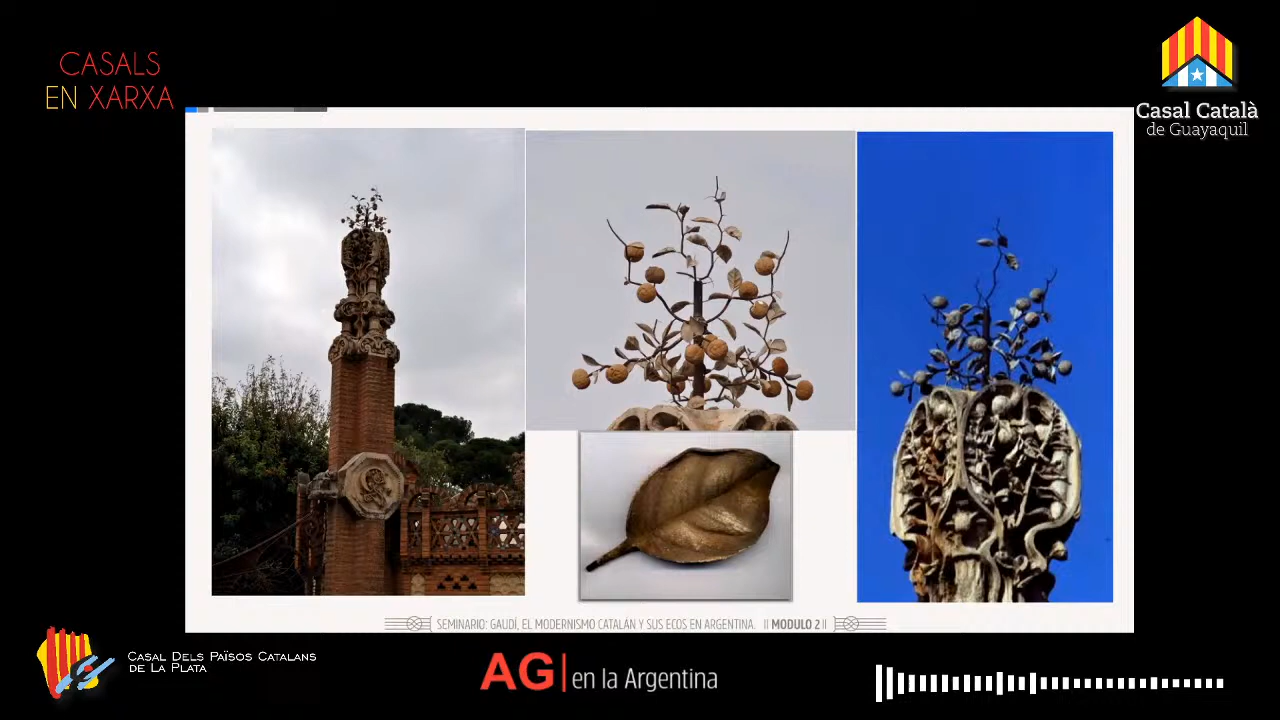 CASALS
EN XARXA
Casal Català
de Guayaquil
SEMINARIO: GAUDÍ, EL MODERNISMO CATALÁN Y SUS ECOS EN ARGENTINA. || MODULO 2 ||
CASAL DELS PAÏSOS CATALANS
DE LA PLATA
AG | en la Argentina